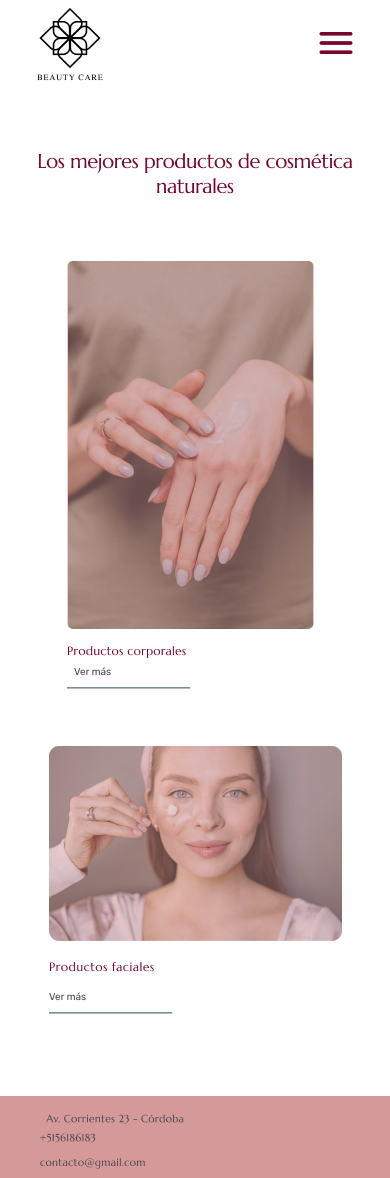 BEAUTY CARE
Los mejores productos de cosmética
naturales
Productos corporales
Ver más
Productos faciales
Ver más
Av. Corrientes 23 - Córdoba
+5156186183
contacto@gmail.com